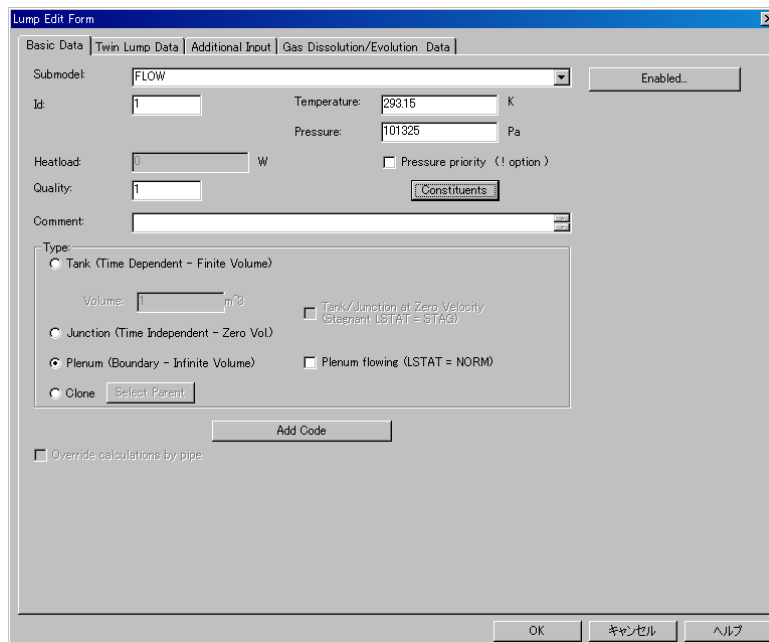 Lump Edit Form
Basic Data Twin Lump Data Additional Input Gas Dissolution/Evolution Data
Submodel: FLOW Enabled...
Id: 1 Temperature: 293.15 K
Pressure: 101325 Pa
Heatload: 0 W Pressure priority (! option )
Quality: 1 Constituents
Comment:
Type:
Tank (Time Dependent - Finite Volume)
Volume: 1 m^3 Tank/Junction at Zero Velocity
(Stagnant LSTAT = STAG)
Junction (Time Independent - Zero Vol.)
Plenum (Boundary - Infinite Volume) Plenum flowing (LSTAT = NORM)
Clone Select Parent
Add Code
Override calculations by pipe
OK キャンセル ヘルプ